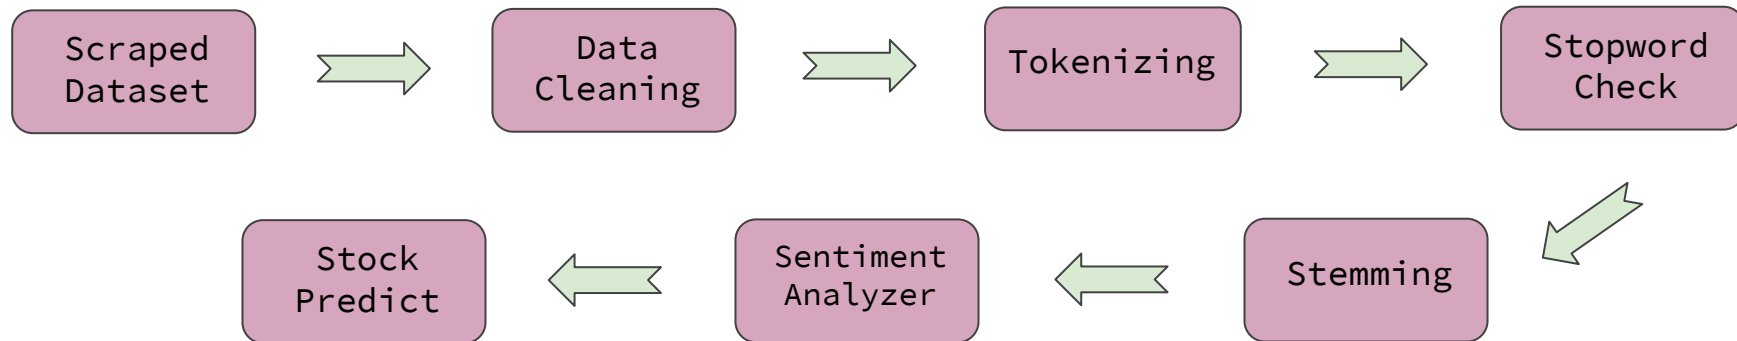 Scraped
Dataset
Data
Cleaning
Tokenizing
Stopword
Check
Stemming
Sentiment
Analyzer
Stock
Predict